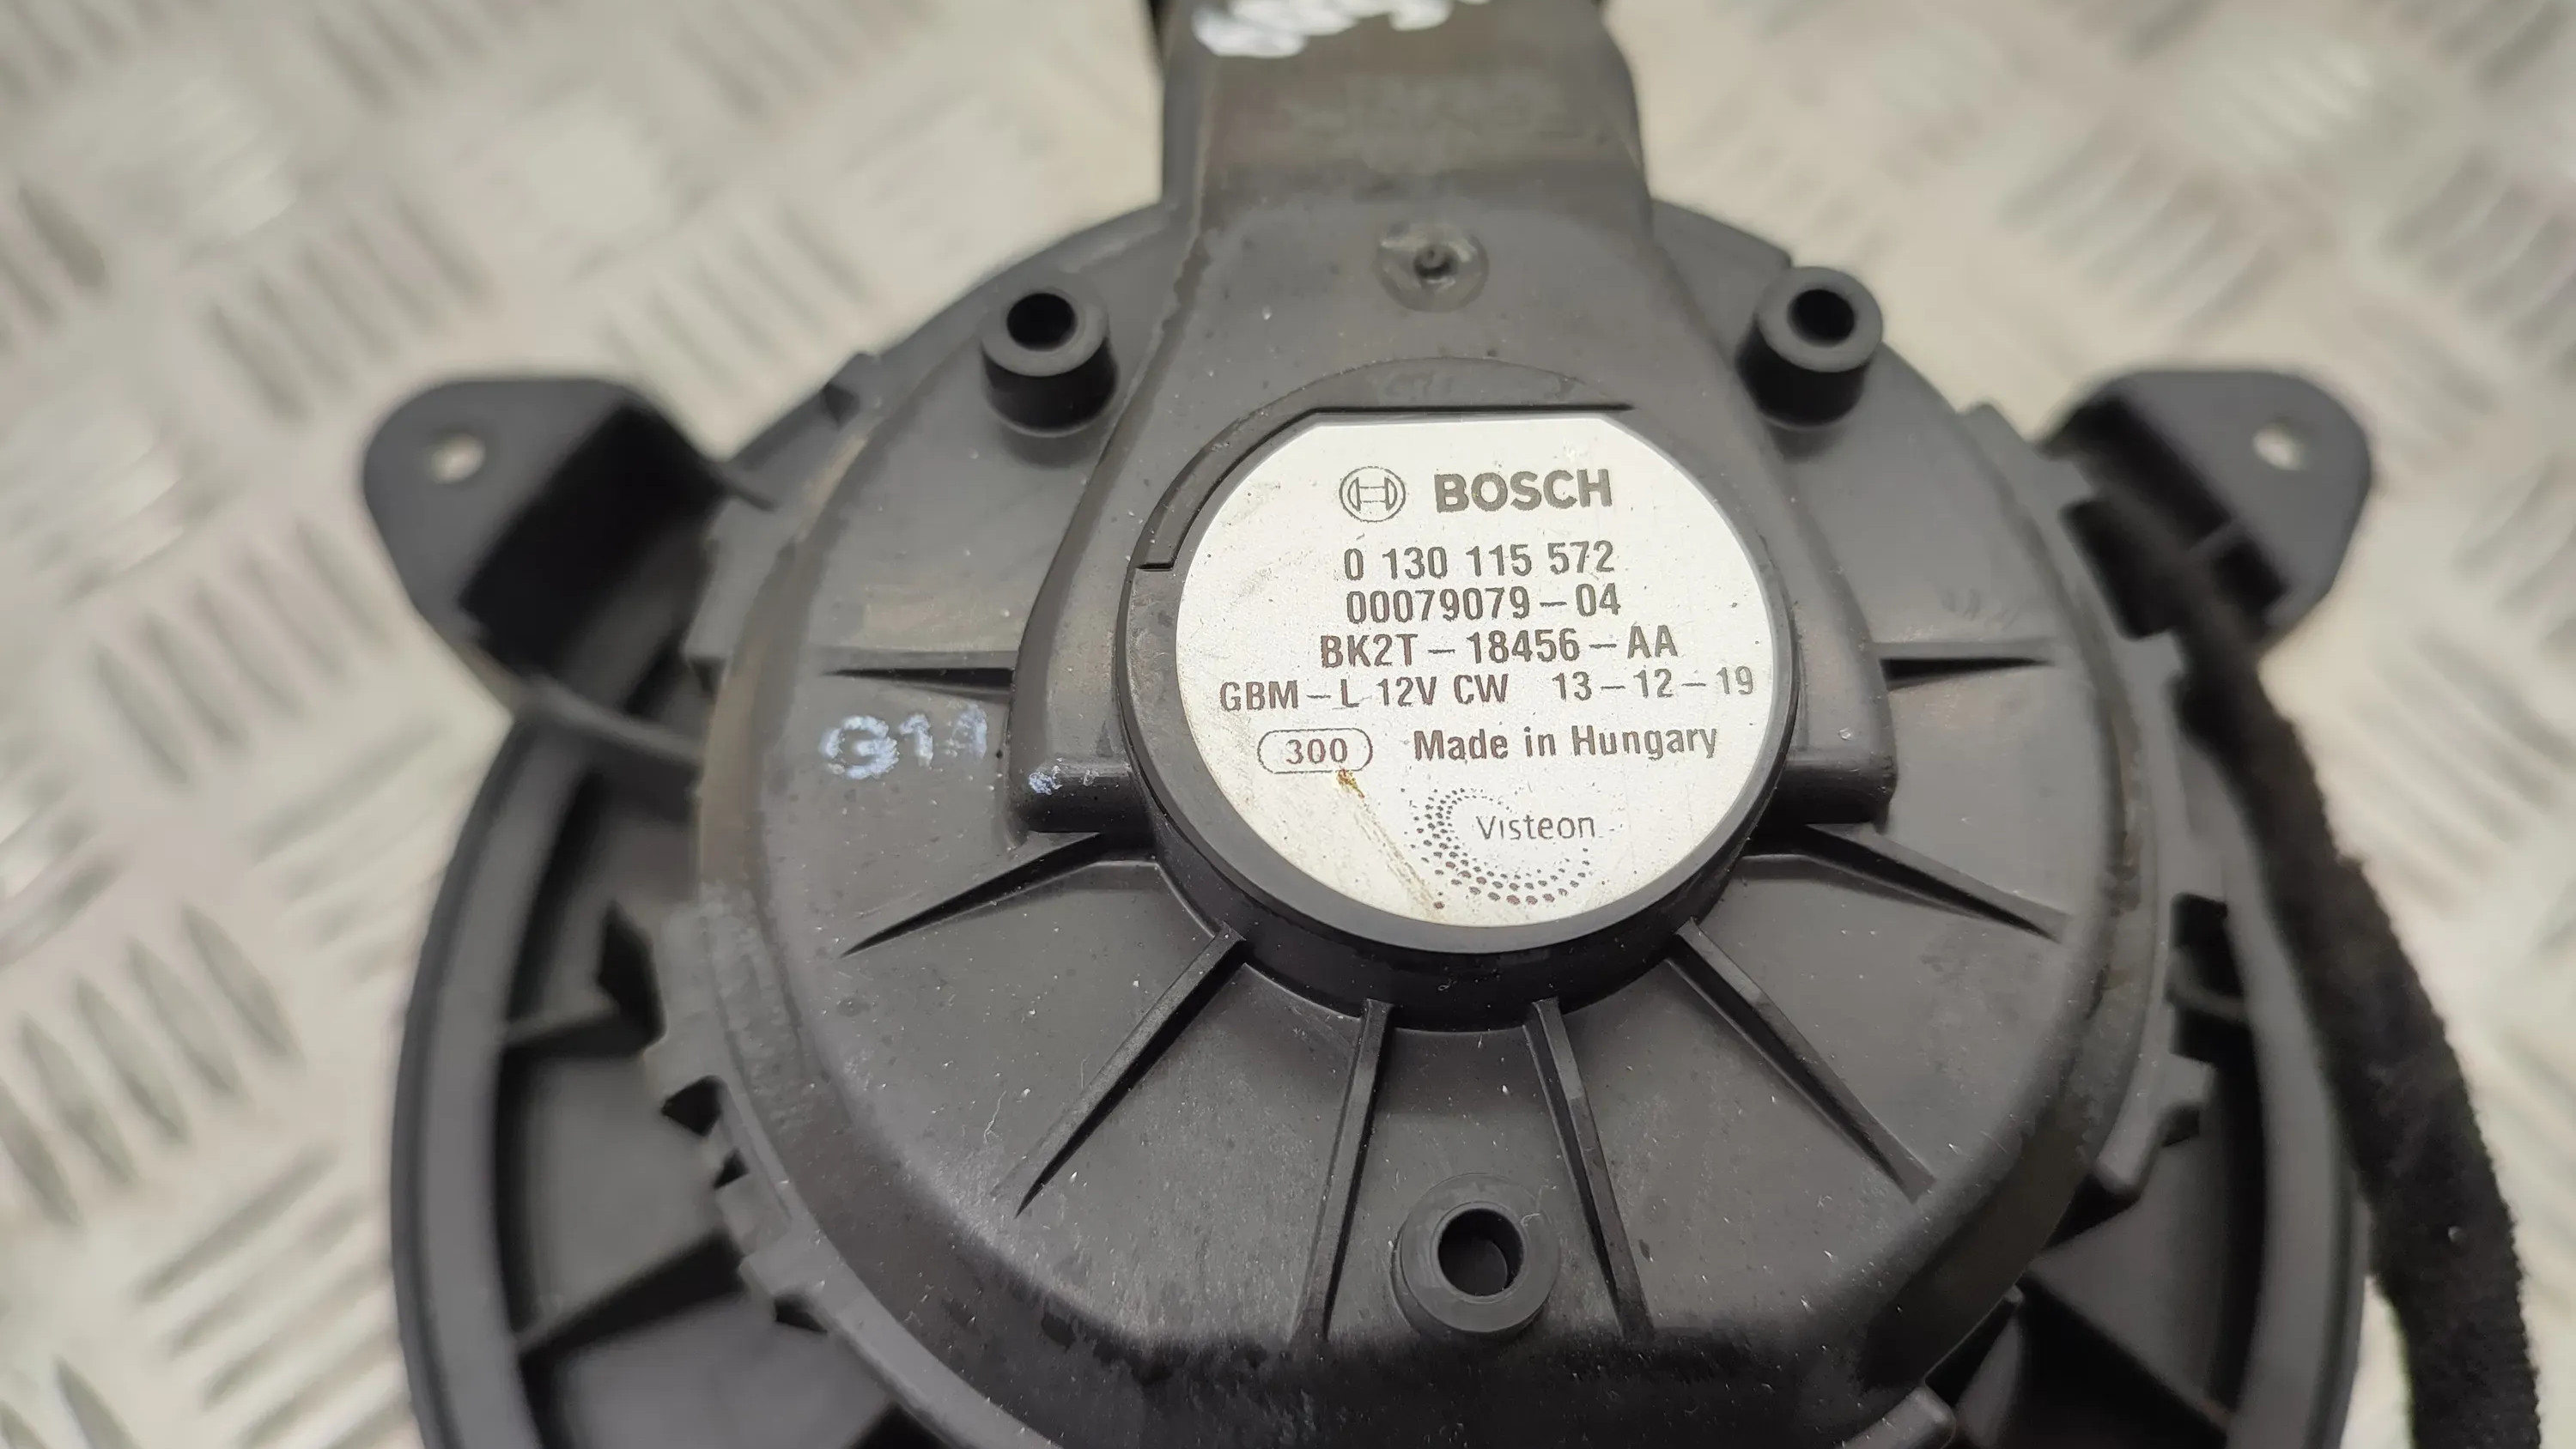 BOSCH
0 130 115 572
00079079-04
BK2T-18456-AA
GBM-L 12V CW 13-12-19
G11
300 Made in Hungary
Visteon